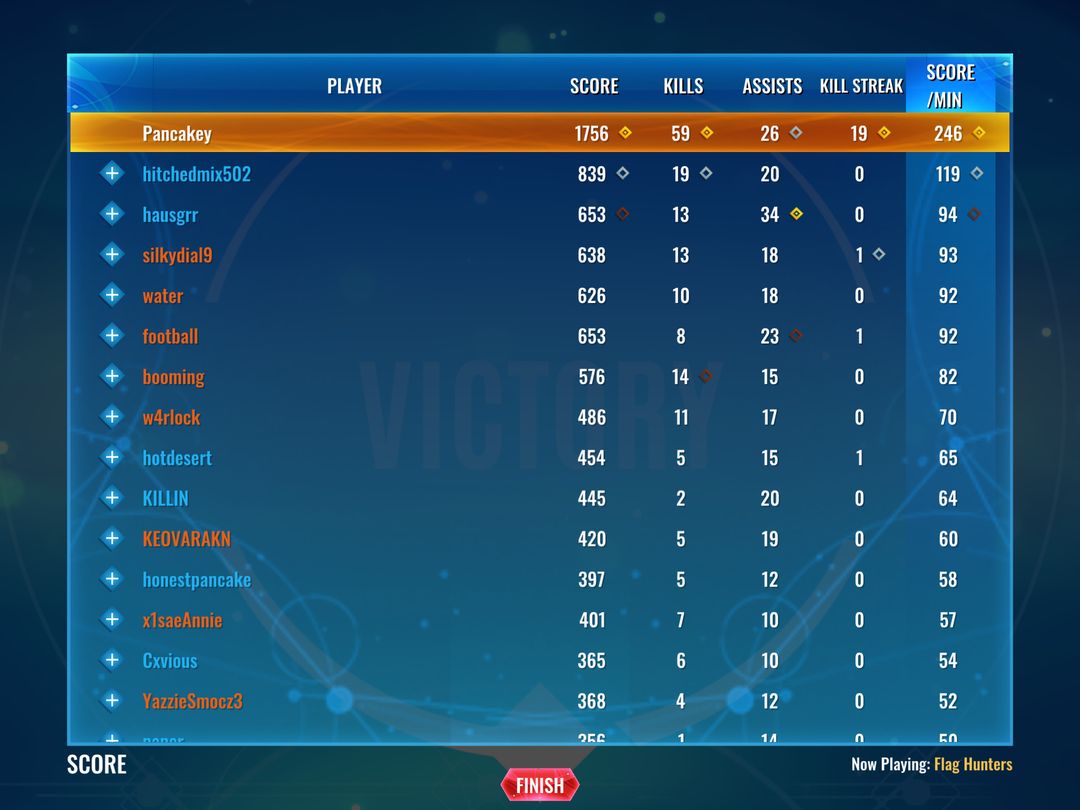 PLAYER SCORE KILLS ASSISTS KILL STREAK SCORE /MIN
Pancakey 1756 59 26 19 246
hitchedmix502 839 19 20 0 119
hausgrr 653 13 34 0 94
silkydial9 638 13 18 1 93
water 626 10 18 0 92
football 653 8 23 1 92
booming 576 14 15 0 82
w4rlock 486 11 17 0 70
hotdesert 454 5 15 1 65
KILLIN 445 2 20 0 64
KEOVARAKN 420 5 19 0 60
honestpancake 397 5 12 0 58
x1saeAnnie 401 7 10 0 57
Cxvious 365 6 10 0 54
YazzieSmocz3 368 4 12 0 52
356 1 14 0 50
VICTORY
SCORE
Now Playing: Flag Hunters
FINISH